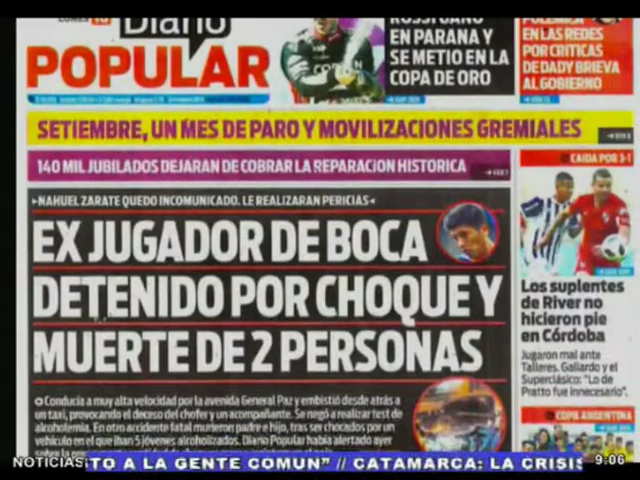 Diario
POPULAR
EN PARANA Y
SE METIO EN LA
COPA DE ORO
EN LAS REDES
POR CRITICAS
DE DADY BRIEVA
AL GOBIERNO
SETIEMBRE, UN MES DE PARO Y MOVILIZACIONES GREMIALES
140 MIL JUBILADOS DEJARAN DE COBRAR LA REPARACION HISTORICA
NAHUEL ZARATE QUEDO INCOMUNICADO. LE REALIZARAN PERICIAS
EX JUGADOR DE BOCA
DETENIDO POR CHOQUE Y
MUERTE DE 2 PERSONAS
Conducía a muy alta velocidad por la avenida General Paz y embistió desde atrás a
un taxi, provocando el deceso del chofer y un acompañante. Se negó a realizar test de
alcoholemia. En otro accidente fatal murieron padre e hijo, tras ser chocados por un
vehículo en el que iban 5 jóvenes alcoholizados. Diario Popular había alertado ayer
CAIDA POR 3-1
Los suplentes
de River no
hicieron pie
en Córdoba
Jugaron mal ante
Talleres. Gallardo y el
Superclásico: "Lo de
Pratto fue innecesario".
COPA ARGENTINA
NOTICIAS TO A LA GENTE COMUN" // CATAMARCA: LA CRISIS 9:06